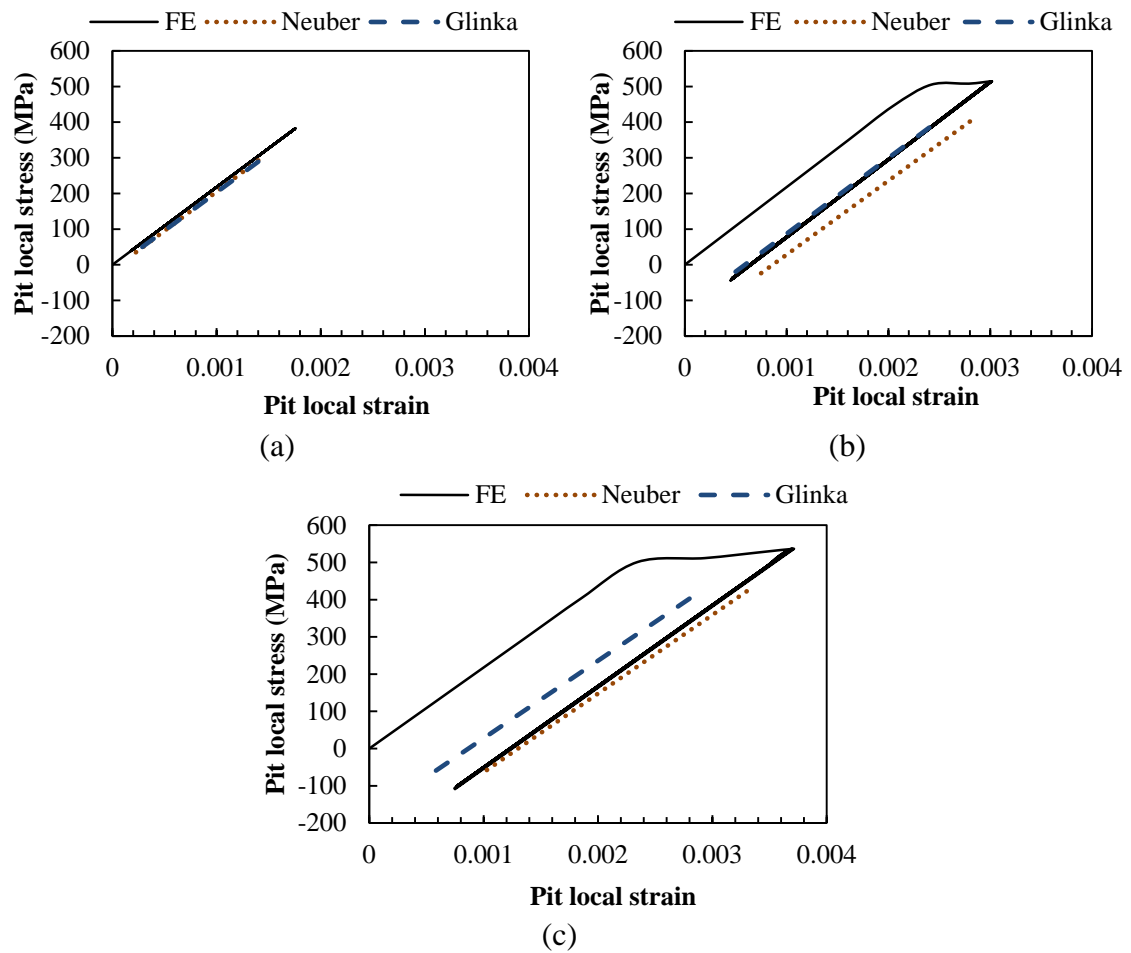 FE Neuber Glinka
600
500
400
300
200
100
0
-100
-200
Pit local stress (MPa)
0 0.001 0.002 0.003 0.004
Pit local strain
(a)
FE Neuber Glinka
600
500
400
300
200
100
0
-100
-200
Pit local stress (MPa)
0 0.001 0.002 0.003 0.004
Pit local strain
(b)
FE Neuber Glinka
600
500
400
300
200
100
0
-100
-200
Pit local stress (MPa)
0 0.001 0.002 0.003 0.004
Pit local strain
(c)